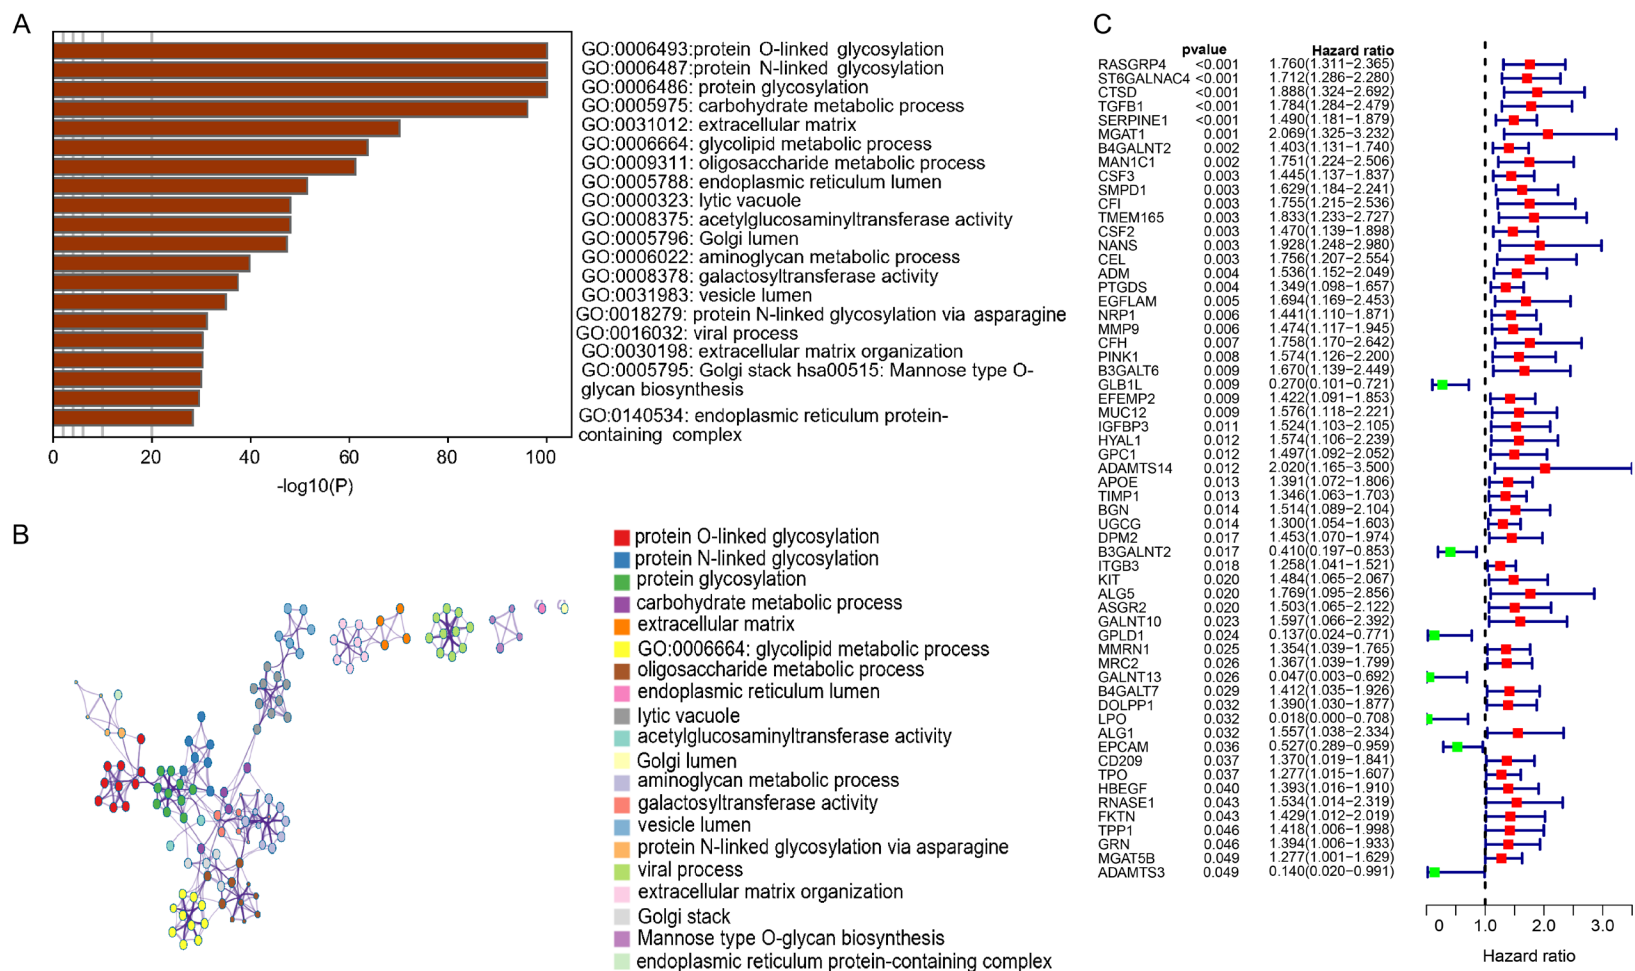 A
GO:0006493:protein O-linked glycosylation
GO:0006487:protein N-linked glycosylation
GO:0006486: protein glycosylation
GO:0005975: carbohydrate metabolic process
GO:0031012: extracellular matrix
GO:0006664: glycolipid metabolic process
GO:0009311: oligosaccharide metabolic process
GO:0005788: endoplasmic reticulum lumen
GO:0000323: lytic vacuole
GO:0008375: acetylglucosaminyltransferase activity
GO:0005796: Golgi lumen
GO:0006022: aminoglycan metabolic process
GO:0008378: galactosyltransferase activity
GO:0031983: vesicle lumen
GO:0018279: protein N-linked glycosylation via asparagine
GO:0016032: viral process
GO:0030198: extracellular matrix organization
GO:0005795: Golgi stack hsa00515: Mannose type O-
glycan biosynthesis
GO:0140534: endoplasmic reticulum protein-
containing complex
0 20 40 60 80 100
-log10(P)
B
protein O-linked glycosylation
protein N-linked glycosylation
protein glycosylation
carbohydrate metabolic process
extracellular matrix
GO:0006664: glycolipid metabolic process
oligosaccharide metabolic process
endoplasmic reticulum lumen
lytic vacuole
acetylglucosaminyltransferase activity
Golgi lumen
aminoglycan metabolic process
galactosyltransferase activity
vesicle lumen
protein N-linked glycosylation via asparagine
viral process
extracellular matrix organization
Golgi stack
Mannose type O-glycan biosynthesis
endoplasmic reticulum protein-containing complex
C
pvalue Hazard ratio
RASGRP4 <0.001 1.760(1.311−2.365)
ST6GALNAC4 <0.001 1.712(1.286−2.280)
CTSD <0.001 1.888(1.324−2.692)
TGFB1 <0.001 1.784(1.284−2.479)
SERPINE1 <0.001 1.490(1.181−1.879)
MGAT1 0.001 2.069(1.325−3.232)
B4GALNT2 0.002 1.403(1.131−1.740)
MAN1C1 0.002 1.751(1.224−2.506)
CSF3 0.003 1.445(1.137−1.837)
SMPD1 0.003 1.629(1.184−2.241)
CFI 0.003 1.755(1.215−2.536)
TMEM165 0.003 1.833(1.233−2.727)
CSF2 0.003 1.470(1.139−1.898)
NANS 0.003 1.928(1.248−2.980)
CEL 0.003 1.756(1.207−2.554)
ADM 0.004 1.536(1.152−2.049)
PTGDS 0.004 1.349(1.098−1.657)
EGFLAM 0.005 1.694(1.169−2.453)
NRP1 0.006 1.441(1.110−1.871)
MMP9 0.006 1.474(1.117−1.945)
CFH 0.007 1.758(1.170−2.642)
PINK1 0.008 1.574(1.126−2.200)
B3GALT6 0.009 1.670(1.139−2.449)
GLB1L 0.009 0.270(0.101−0.721)
EFEMP2 0.009 1.422(1.091−1.853)
MUC12 0.009 1.576(1.118−2.221)
IGFBP3 0.011 1.524(1.103−2.105)
HYAL1 0.012 1.574(1.106−2.239)
GPC1 0.012 1.497(1.092−2.052)
ADAMTS14 0.012 2.020(1.165−3.500)
APOE 0.013 1.391(1.072−1.806)
TIMP1 0.013 1.346(1.063−1.703)
BGN 0.014 1.514(1.089−2.104)
UGCG 0.014 1.300(1.054−1.603)
DPM2 0.017 1.453(1.070−1.974)
B3GALNT2 0.017 0.410(0.197−0.853)
ITGB3 0.018 1.258(1.041−1.521)
KIT 0.020 1.484(1.065−2.067)
ALG5 0.020 1.769(1.095−2.856)
ASGR2 0.020 1.503(1.065−2.122)
GALNT10 0.023 1.597(1.066−2.392)
GPLD1 0.024 0.137(0.024−0.771)
MMRN1 0.025 1.354(1.039−1.765)
MRC2 0.026 1.367(1.039−1.799)
GALNT13 0.026 0.047(0.003−0.692)
B4GALT7 0.029 1.412(1.035−1.926)
DOLPP1 0.032 1.390(1.030−1.877)
LPO 0.032 0.018(0.000−0.708)
ALG1 0.032 1.557(1.038−2.334)
EPCAM 0.036 0.527(0.289−0.959)
CD209 0.037 1.370(1.019−1.841)
TPO 0.037 1.277(1.015−1.607)
HBEGF 0.040 1.393(1.016−1.910)
RNASE1 0.043 1.534(1.014−2.319)
FKTN 0.043 1.429(1.012−2.019)
TPP1 0.046 1.418(1.006−1.998)
GRN 0.046 1.394(1.006−1.933)
MGAT5B 0.049 1.277(1.001−1.629)
ADAMTS3 0.049 0.140(0.020−0.991)
0 1.0 2.0 3.0
Hazard ratio